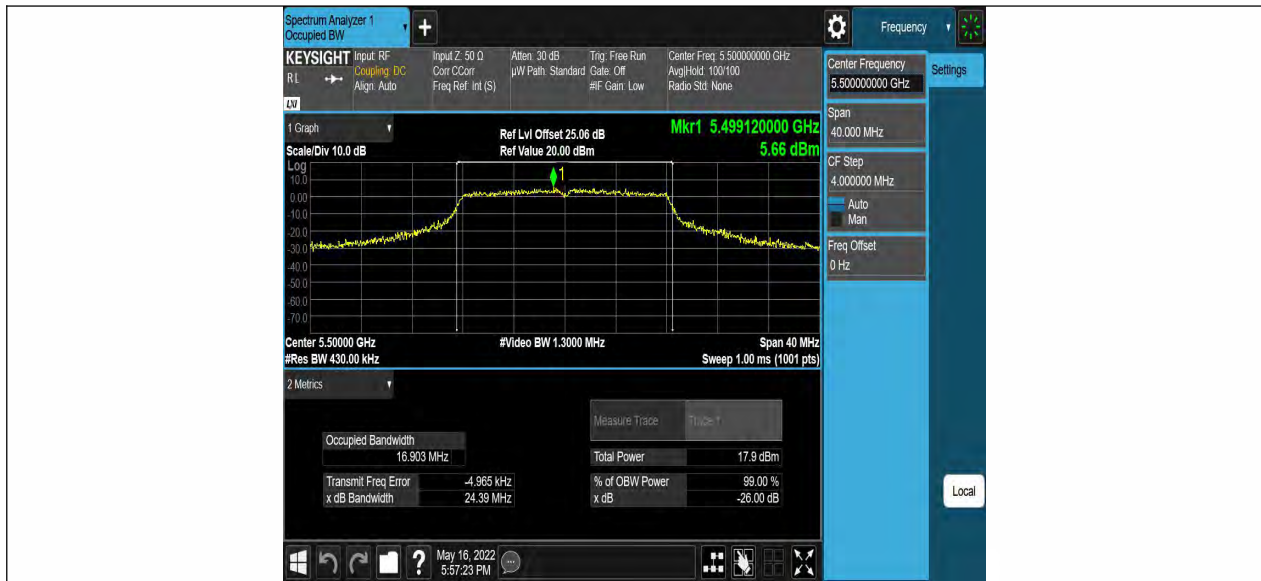 Spectrum Analyzer 1
Occupied BW
+
Frequency
KEYSIGHT
RL
LXI
Input: RF
Coupling: DC
Align: Auto
Input Z: 50 Ω
Corr CCorr
Freq Ref: Int (S)
Atten: 30 dB
µW Path: Standard
Trig: Free Run
Gate: Off
#IF Gain: Low
Center Freq: 5.500000000 GHz
Avg|Hold: 100/100
Radio Std: None
Center Frequency
5.500000000 GHz
Settings
Span
40.000 MHz
CF Step
4.000000 MHz
Auto
Man
Freq Offset
0 Hz
Local
1 Graph
Scale/Div 10.0 dB
Ref Lvl Offset 25.06 dB
Ref Value 20.00 dBm
Mkr1 5.499120000 GHz
5.66 dBm
Log
10.0
0.00
-10.0
-20.0
-30.0
-40.0
-50.0
-60.0
-70.0
1
Center 5.50000 GHz
#Res BW 430.00 kHz
#Video BW 1.3000 MHz
Span 40 MHz
Sweep 1.00 ms (1001 pts)
2 Metrics
Measure Trace Trace 1
Occupied Bandwidth
16.903 MHz
Total Power 17.9 dBm
Transmit Freq Error -4.965 kHz
% of OBW Power 99.00 %
x dB Bandwidth 24.39 MHz
x dB -26.00 dB
?
May 16, 2022
5:57:23 PM